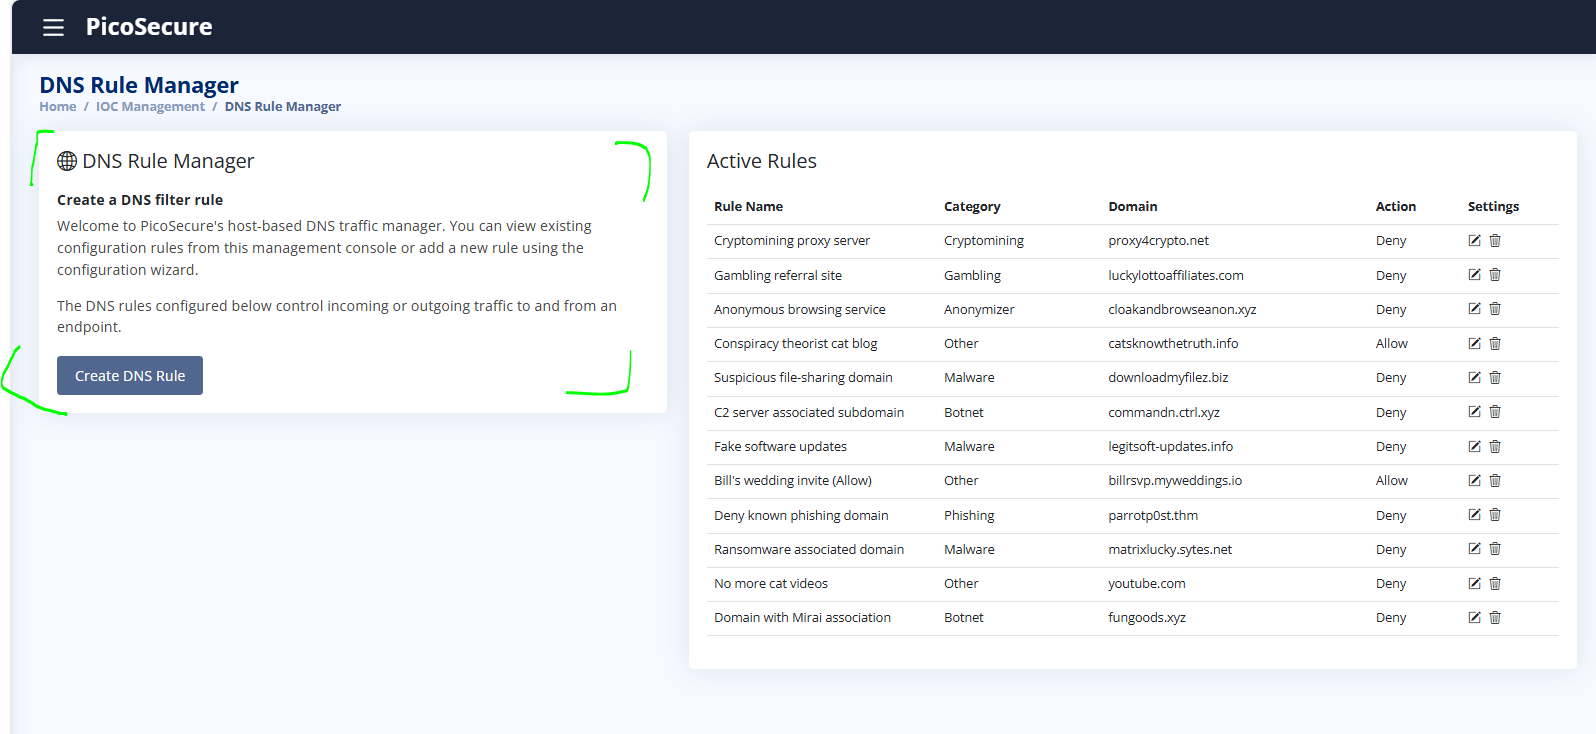 PicoSecure
DNS Rule Manager
Home / IOC Management / DNS Rule Manager
DNS Rule Manager
Create a DNS filter rule
Welcome to PicoSecure's host-based DNS traffic manager. You can view existing
configuration rules from this management console or add a new rule using the
configuration wizard.
The DNS rules configured below control incoming or outgoing traffic to and from an
endpoint.
Create DNS Rule
Active Rules
Rule Name Category Domain Action Settings
Cryptomining proxy server Cryptomining proxy4crypto.net Deny
Gambling referral site Gambling luckylottoaffiliates.com Deny
Anonymous browsing service Anonymizer cloakandbrowseanon.xyz Deny
Conspiracy theorist cat blog Other catsknowthetruth.info Allow
Suspicious file-sharing domain Malware downloadmyfilez.biz Deny
C2 server associated subdomain Botnet commandn.ctrl.xyz Deny
Fake software updates Malware legitsoft-updates.info Deny
Bill's wedding invite (Allow) Other billrsvp.myweddings.io Allow
Deny known phishing domain Phishing parrotp0st.thm Deny
Ransomware associated domain Malware matrixlucky.sytes.net Deny
No more cat videos Other youtube.com Deny
Domain with Mirai association Botnet fungoods.xyz Deny